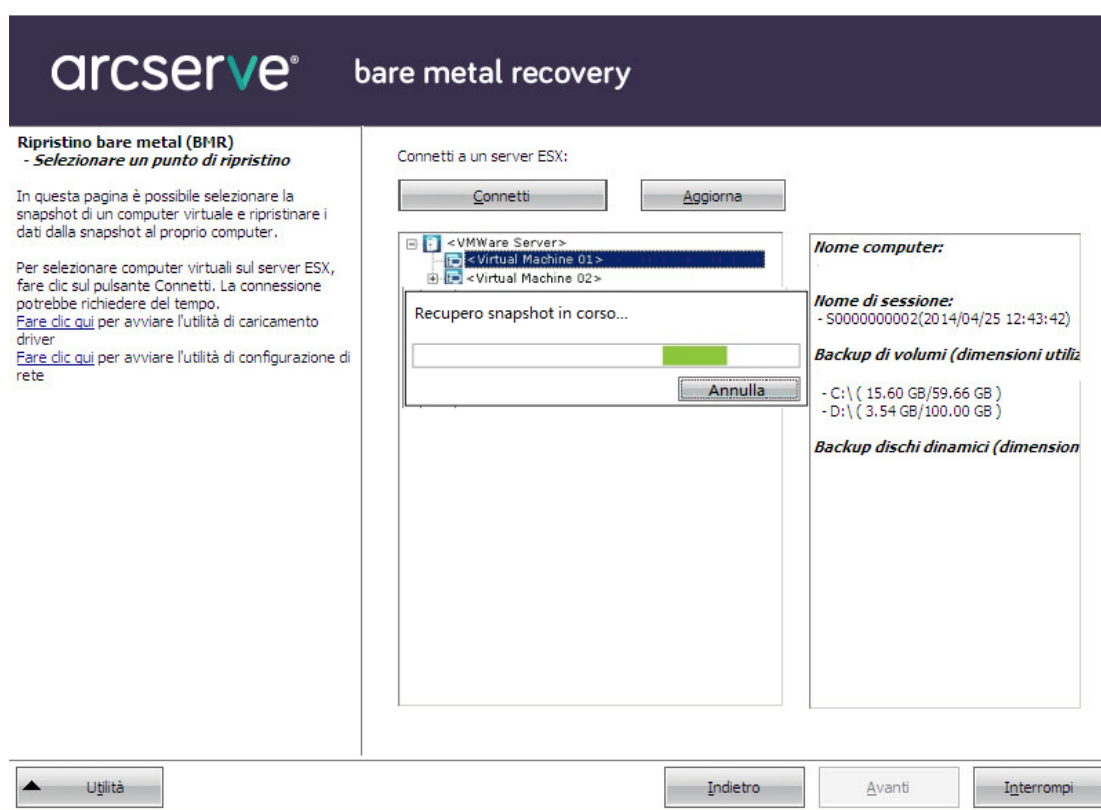 arcserve® bare metal recovery
Ripristino bare metal (BMR)
- Selezionare un punto di ripristino
In questa pagina è possibile selezionare la
snapshot di un computer virtuale e ripristinare i
dati dalla snapshot al proprio computer.
Per selezionare computer virtuali sul server ESX,
fare clic sul pulsante Connetti. La connessione
potrebbe richiedere del tempo.
Fare clic qui per avviare l'utilità di caricamento
driver
Fare clic qui per avviare l'utilità di configurazione di
rete
Connetti a un server ESX:
Connetti
Aggiorna
<VMWare Server>
<Virtual Machine 01>
<Virtual Machine 02>
Recupero snapshot in corso...
Annulla
Nome computer:
Nome di sessione:
- S0000000002(2014/04/25 12:43:42)
Backup di volumi (dimensioni utiliz
- C:\ ( 15.60 GB/59.66 GB )
- D:\ ( 3.54 GB/100.00 GB )
Backup dischi dinamici (dimension
Utilità
Indietro
Avanti
Interrompi